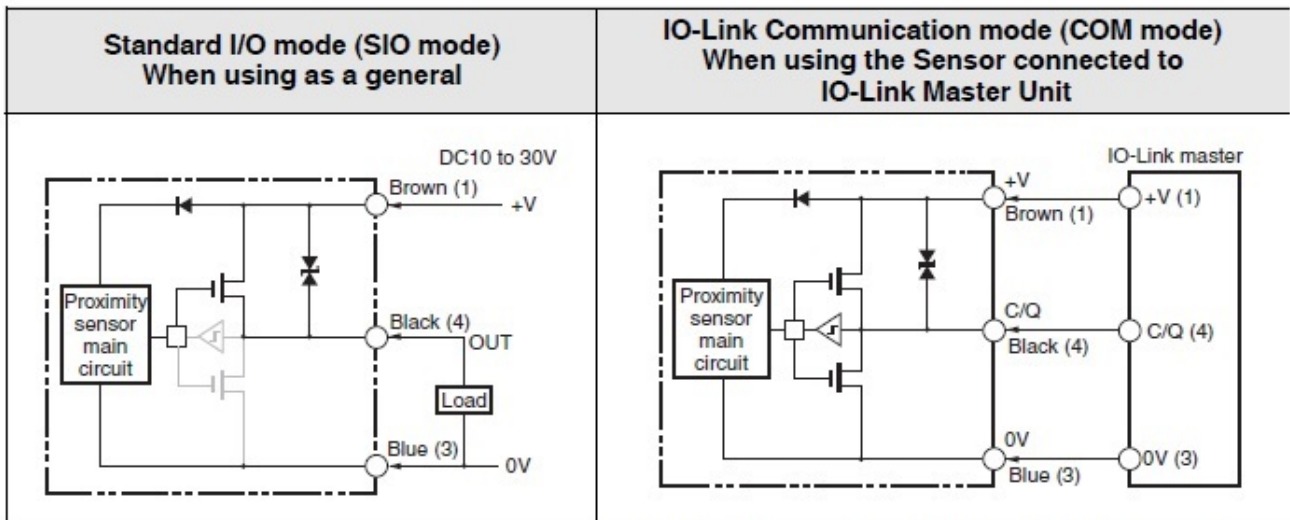 Standard I/O mode (SIO mode)
When using as a general
IO-Link Communication mode (COM mode)
When using the Sensor connected to
IO-Link Master Unit
DC10 to 30V
Brown (1)
+V
Proximity
sensor
main
circuit
Black (4)
OUT
Load
Blue (3)
0V
IO-Link master
+V
Brown (1)
+V (1)
Proximity
sensor
main
circuit
C/Q
Black (4)
C/Q (4)
0V
Blue (3)
0V (3)